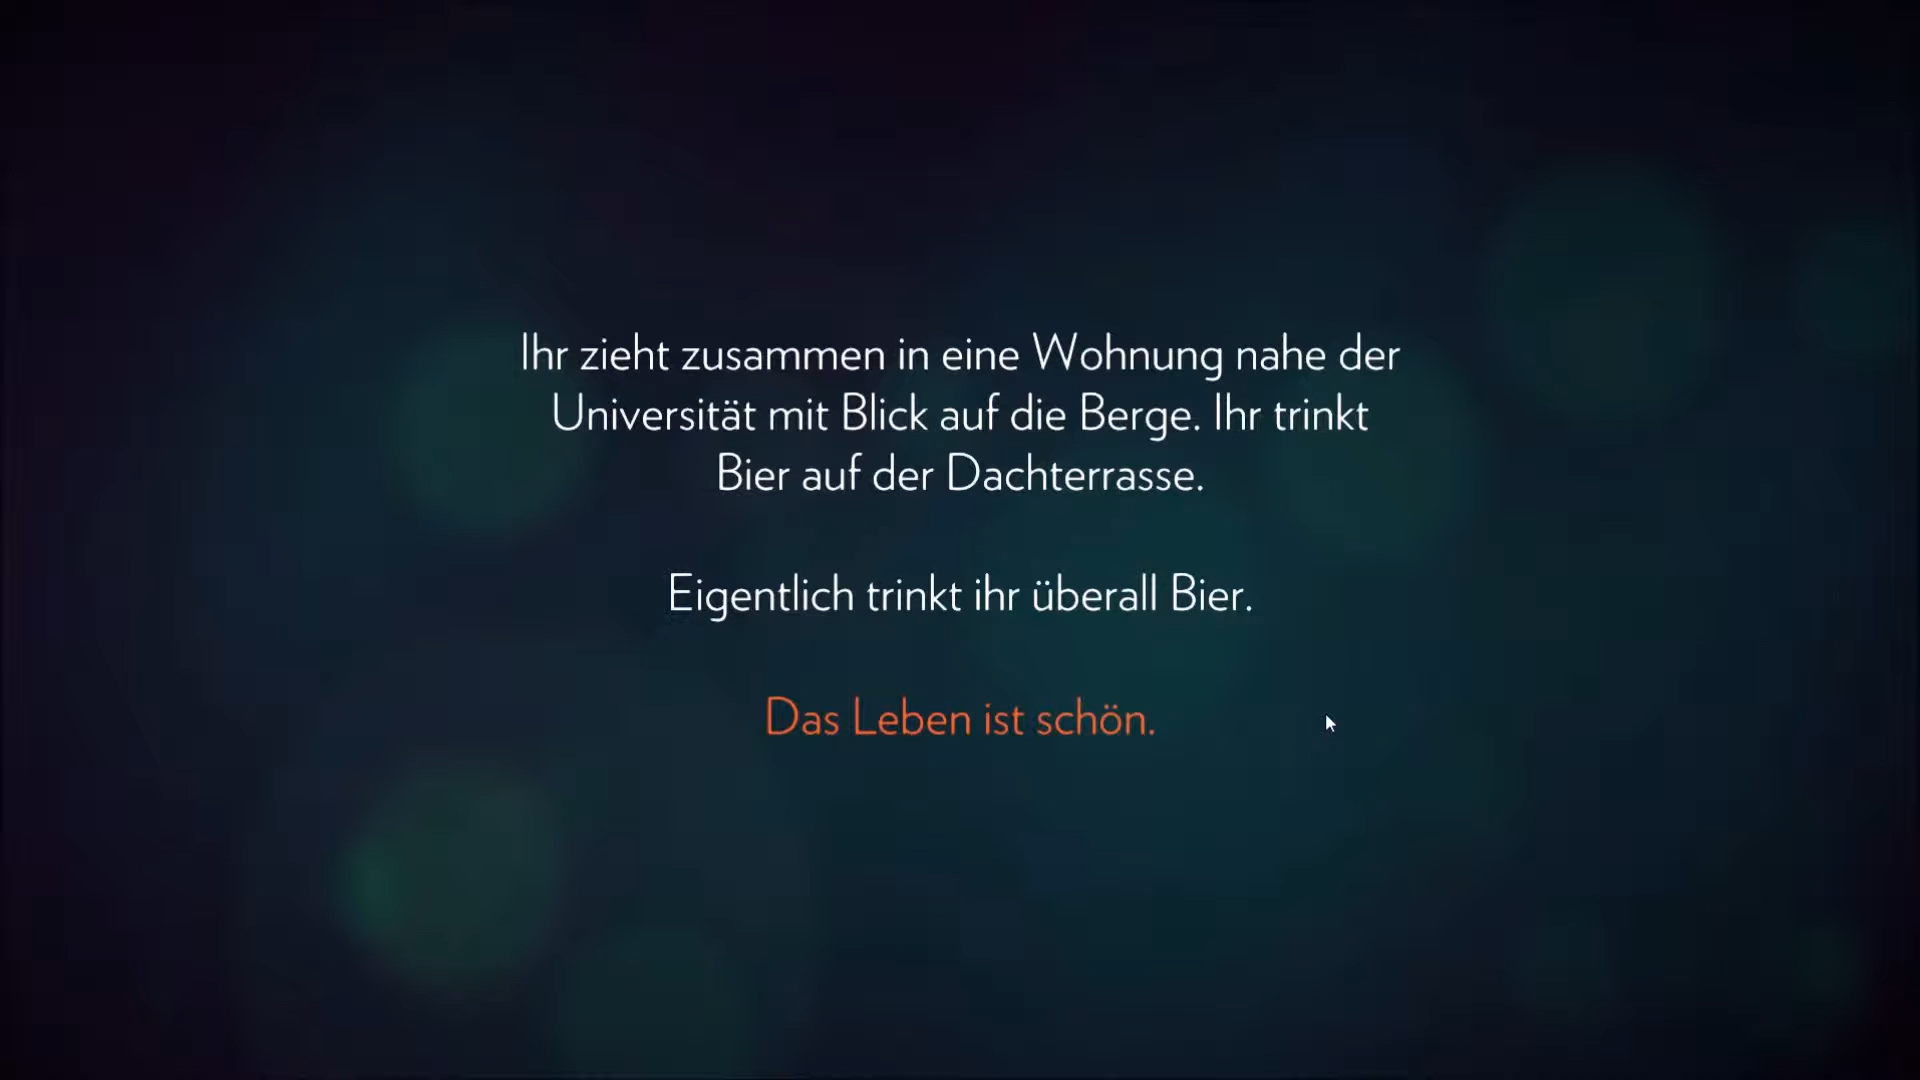 Ihr zieht zusammen in eine Wohnung nahe der
Universität mit Blick auf die Berge. Ihr trinkt
Bier auf der Dachterrasse.
Eigentlich trinkt ihr überall Bier.
Das Leben ist schön.